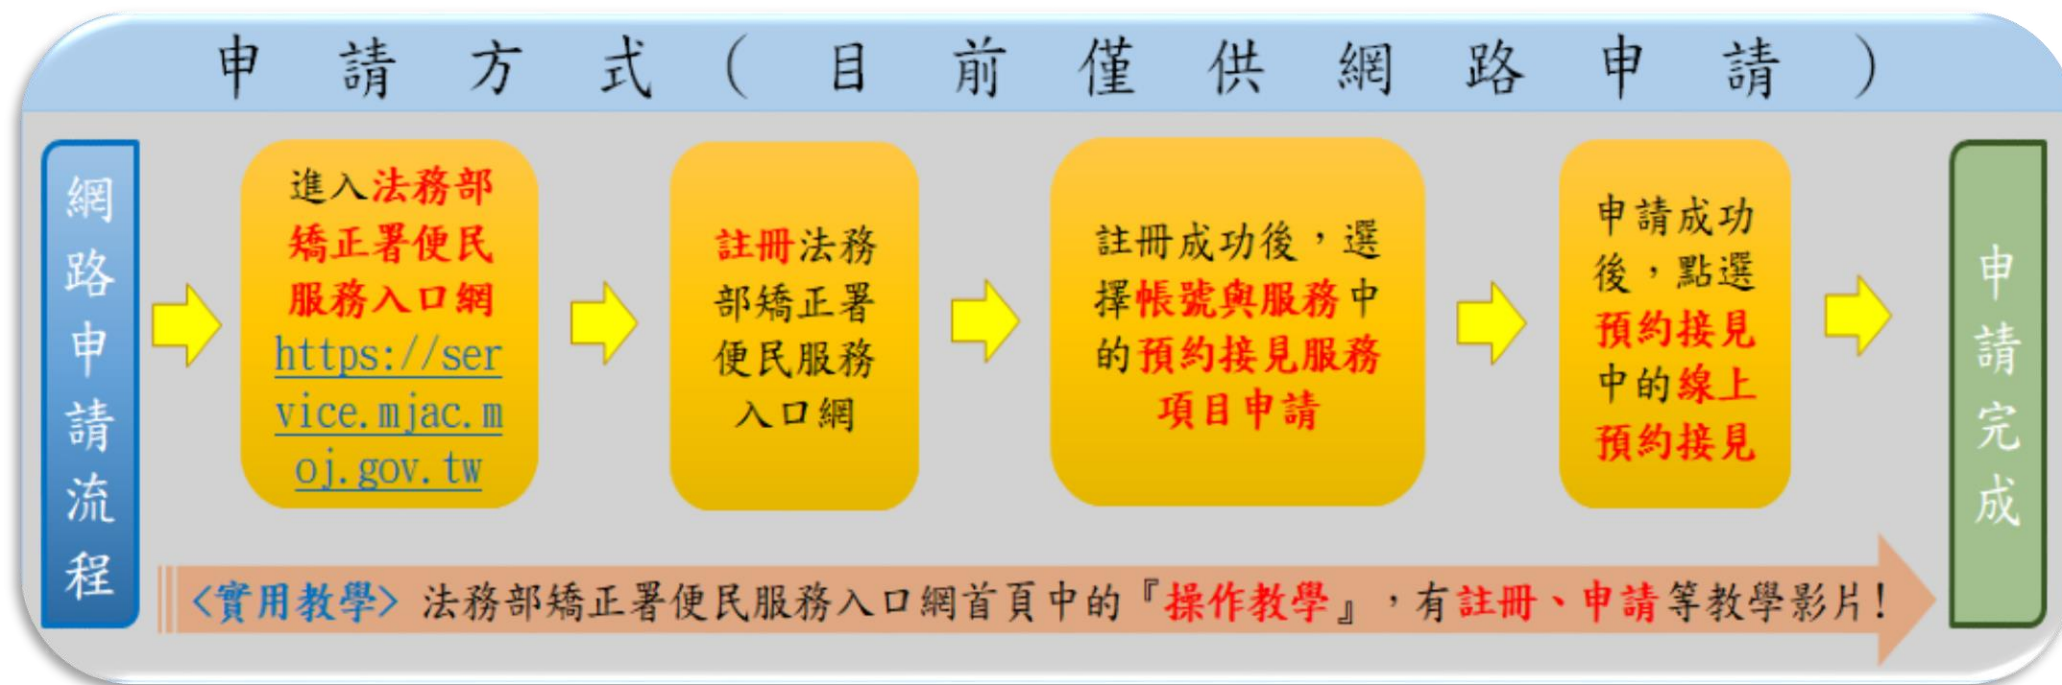 申請方式(目前僅供網路申請)
網路申請流程
進入法務部
矯正署便民
服務入口網
https://ser
vice.mjac.m
oj.gov.tw
註冊法務
部矯正署
便民服務
入口網
註冊成功後，選
擇帳號與服務中
的預約接見服務
項目申請
申請成功
後，點選
預約接見
中的線上
預約接見
申請完成
<實用教學> 法務部矯正署便民服務入口網首頁中的『操作教學』，有註冊、申請等教學影片!